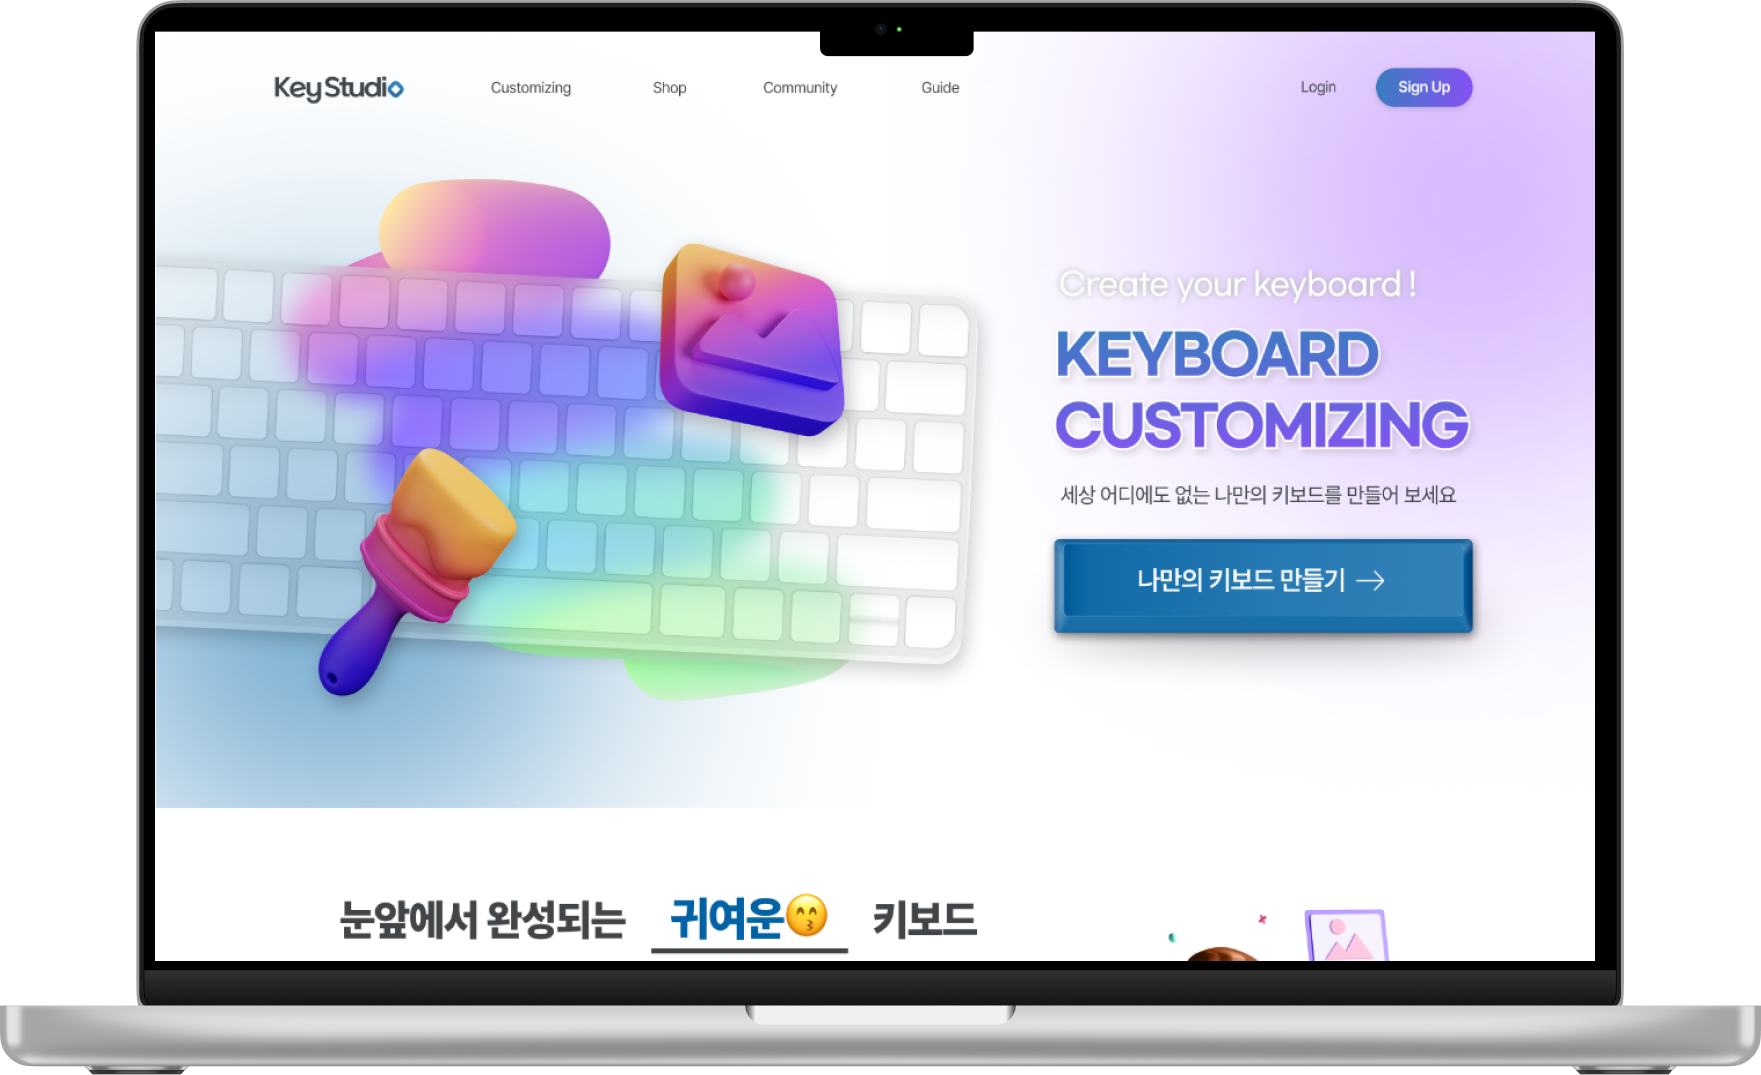 KeyStudio
Customizing
Shop
Community
Guide
Login
Sign Up
Create your keyboard !
KEYBOARD
CUSTOMIZING
세상 어디에도 없는 나만의 키보드를 만들어 보세요
나만의 키보드 만들기 →
눈앞에서 완성되는 귀여운😙 키보드